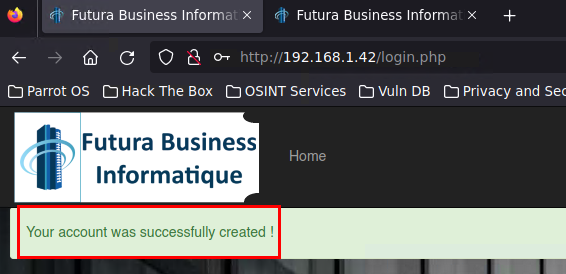 Futura Business Informat
Futura Business Informat
http://192.168.1.42/login.php
Parrot OS
Hack The Box
OSINT Services
Vuln DB
Privacy and Sec
Futura Business
Informatique
Home
Your account was successfully created !